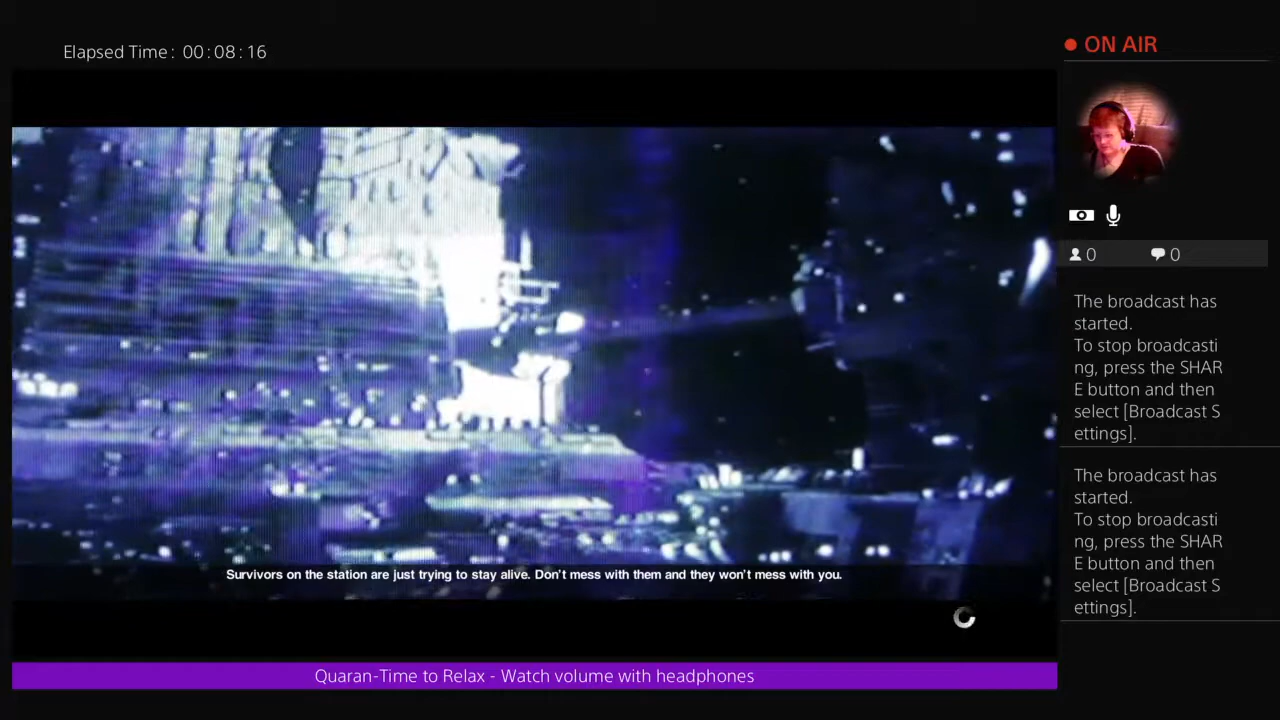 Elapsed Time: 00:08:16
ON AIR
0
0
The broadcast has
started.
To stop broadcasti
ng, press the SHAR
E button and then
select [Broadcast S
ettings].
The broadcast has
started.
To stop broadcasti
ng, press the SHAR
E button and then
select [Broadcast S
ettings].
Survivors on the station are just trying to stay alive. Don't mess with them and they won't mess with you.
Quaran-Time to Relax - Watch volume with headphones